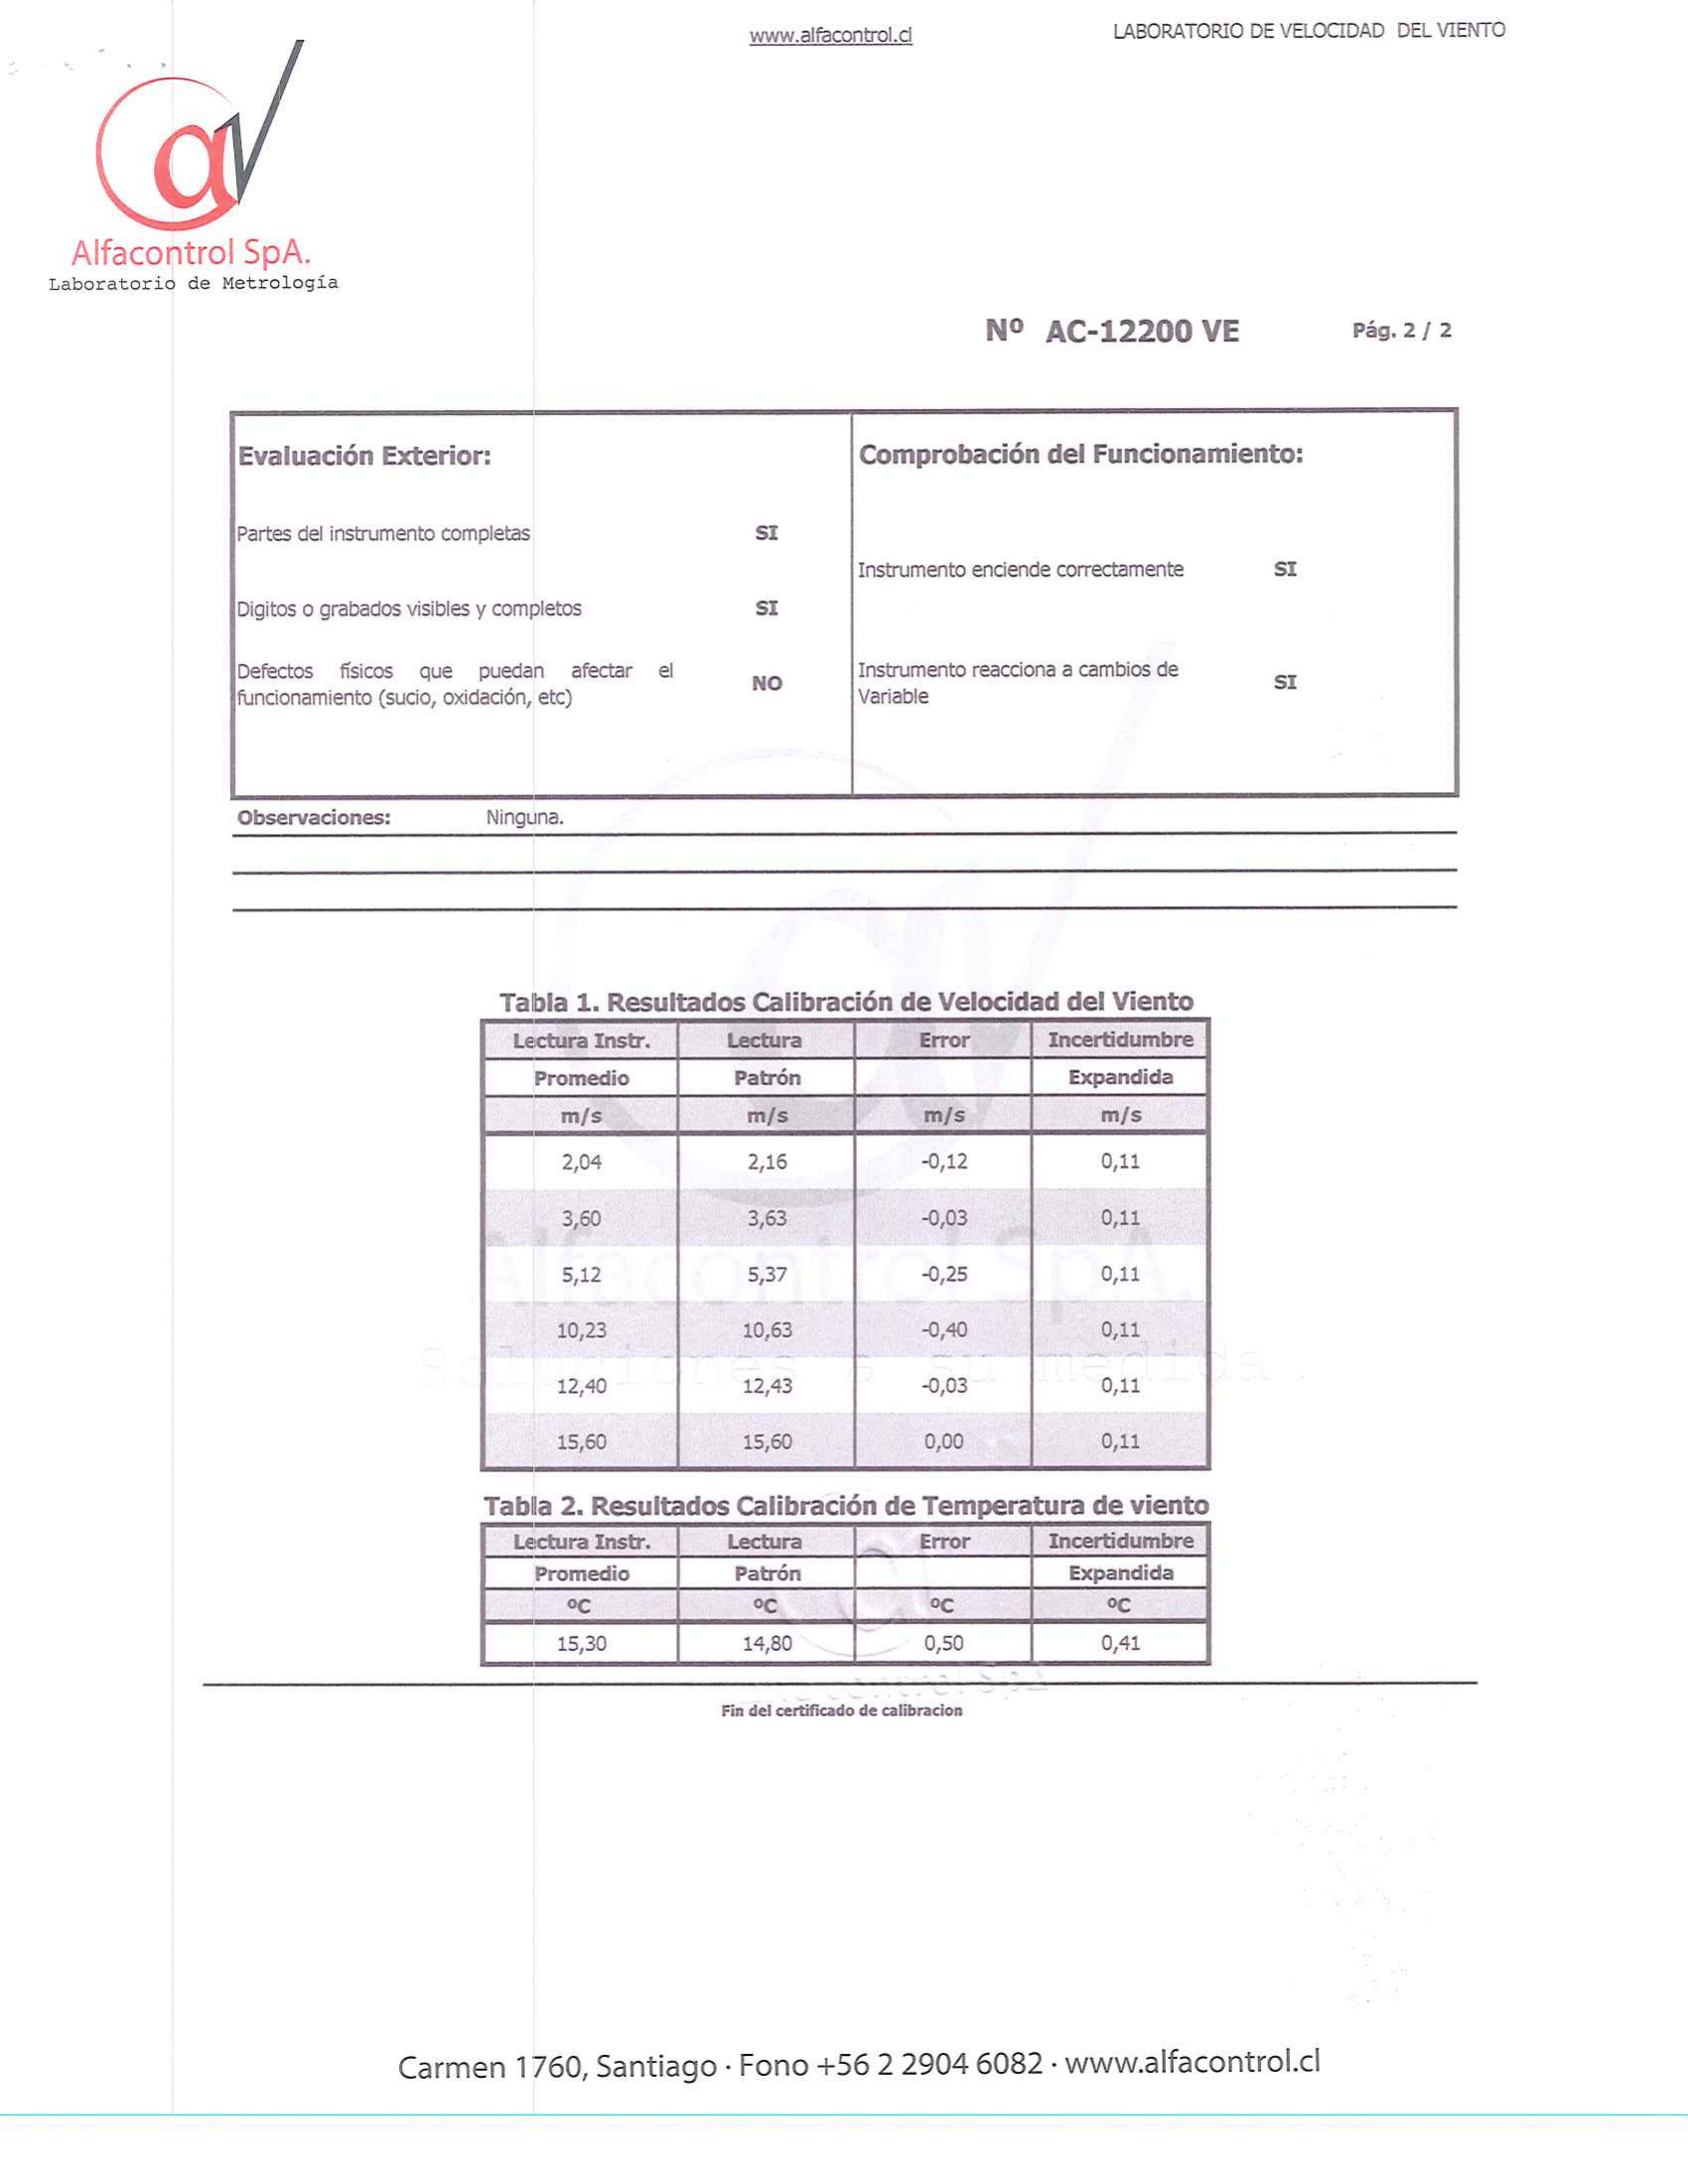 www.alfacontrol.cl
LABORATORIO DE VELOCIDAD DEL VIENTO
Alfacontrol SpA.
Laboratorio de Metrología
Nº AC-12200 VE
Pág. 2 / 2
Evaluación Exterior:
Partes del instrumento completas SI
Digitos o grabados visibles y completos SI
Defectos físicos que puedan afectar el
funcionamiento (sucio, oxidación, etc) NO
Comprobación del Funcionamiento:
Instrumento enciende correctamente SI
Instrumento reacciona a cambios de
Variable SI
Observaciones: Ninguna.
Tabla 1. Resultados Calibración de Velocidad del Viento
Lectura Instr. Lectura Error Incertidumbre
Promedio Patrón Expandida
m/s m/s m/s m/s
2,04 2,16 -0,12 0,11
3,60 3,63 -0,03 0,11
5,12 5,37 -0,25 0,11
10,23 10,63 -0,40 0,11
12,40 12,43 -0,03 0,11
15,60 15,60 0,00 0,11
Alfacontrol SpA.
Soluciones a su medida
Tabla 2. Resultados Calibración de Temperatura de viento
Lectura Instr. Lectura Error Incertidumbre
Promedio Patrón Expandida
ºC ºC ºC ºC
15,30 14,80 0,50 0,41
Fin del certificado de calibracion
Carmen 1760, Santiago · Fono +56 2 2904 6082 · www.alfacontrol.cl